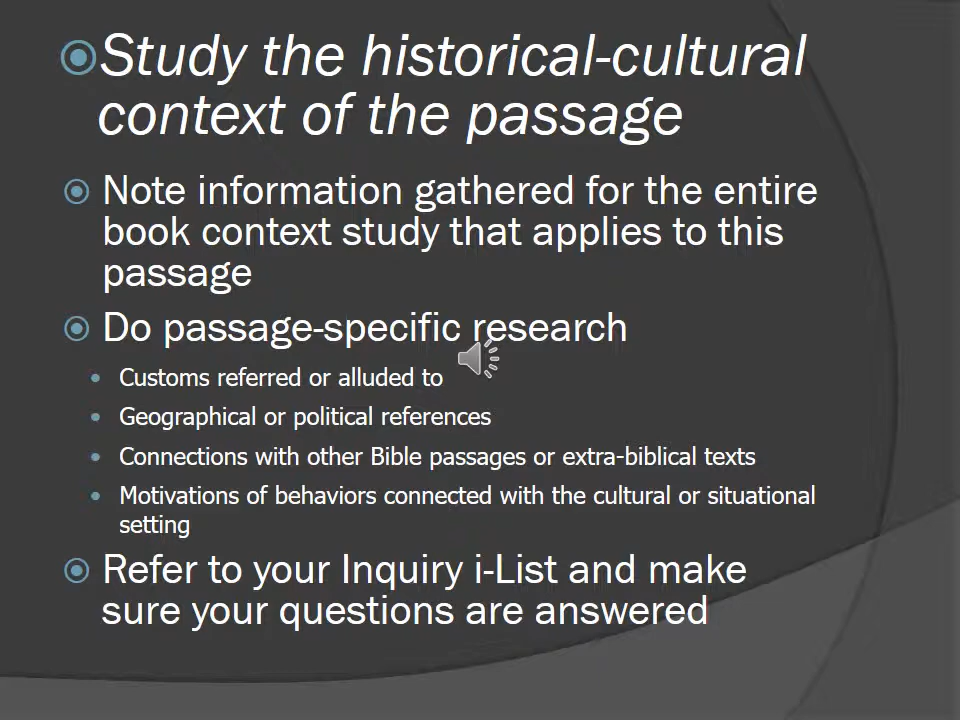 Study the historical-cultural
context of the passage
Note information gathered for the entire
book context study that applies to this
passage
Do passage-specific research
Customs referred or alluded to
Geographical or political references
Connections with other Bible passages or extra-biblical texts
Motivations of behaviors connected with the cultural or situational
setting
Refer to your Inquiry i-List and make
sure your questions are answered